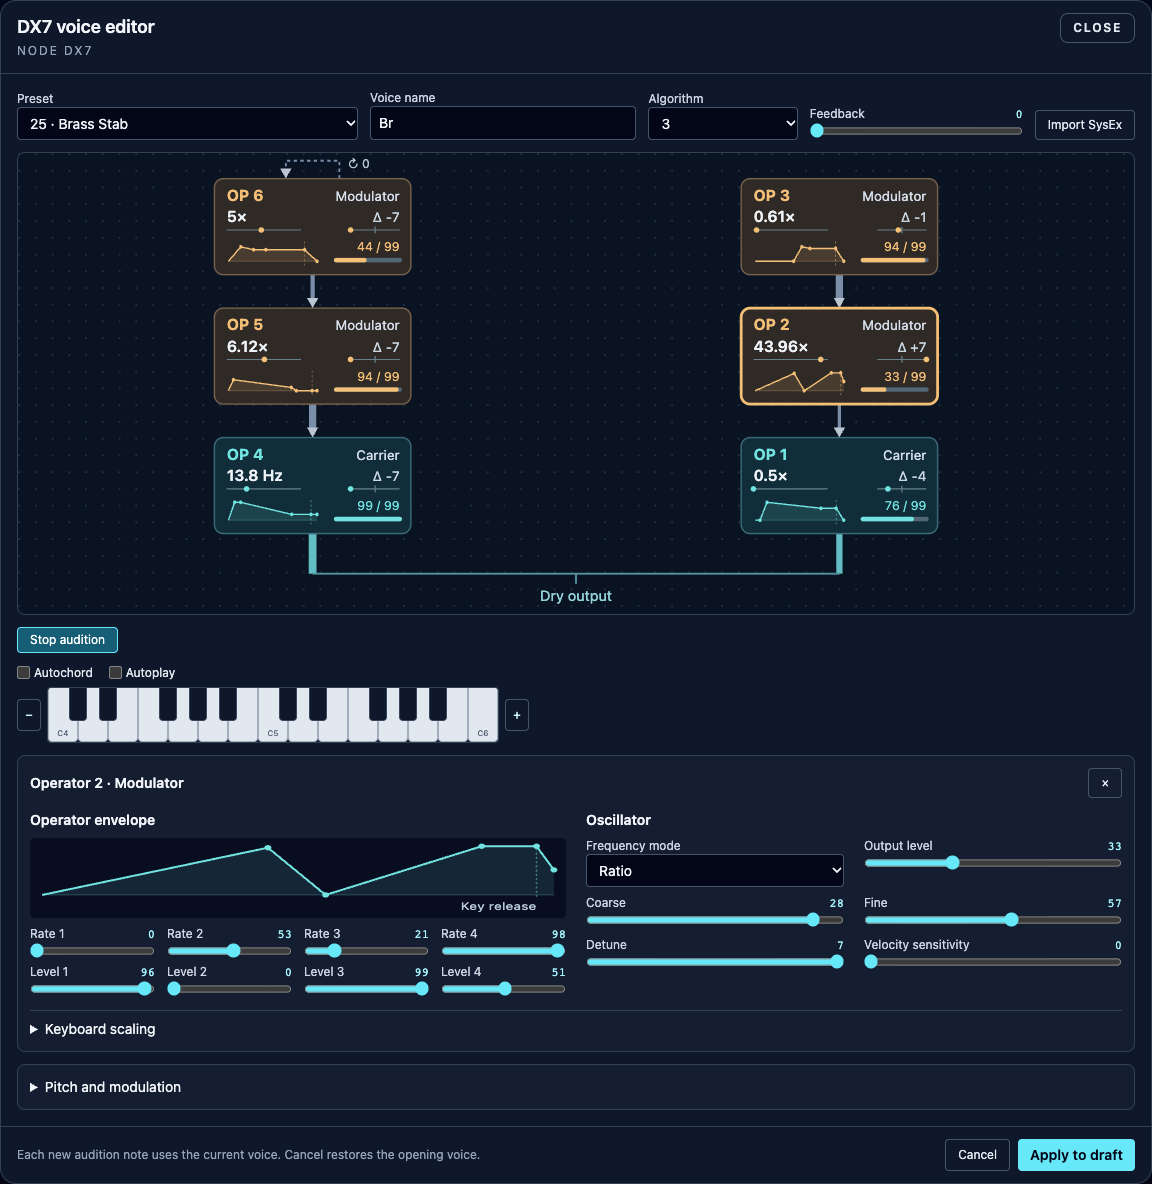 DX7 voice editor
CLOSE
NODE DX7
Preset
Voice name
Algorithm
Feedback
0
25 · Brass Stab
Br
3
Import SysEx
↻ 0
OP 6
Modulator
5×
Δ -7
44 / 99
OP 3
Modulator
0.61×
Δ -1
94 / 99
OP 5
Modulator
6.12×
Δ -7
94 / 99
OP 2
Modulator
43.96×
Δ +7
33 / 99
OP 4
Carrier
13.8 Hz
Δ -7
99 / 99
OP 1
Carrier
0.5×
Δ -4
76 / 99
Dry output
Stop audition
Autochord
Autoplay
−
C4
C5
C6
+
Operator 2 · Modulator
×
Operator envelope
Key release
Rate 1 0
Rate 2 53
Rate 3 21
Rate 4 98
Level 1 96
Level 2 0
Level 3 99
Level 4 51
Oscillator
Frequency mode
Ratio
Output level 33
Coarse 28
Fine 57
Detune 7
Velocity sensitivity 0
Keyboard scaling
Pitch and modulation
Each new audition note uses the current voice. Cancel restores the opening voice.
Cancel
Apply to draft